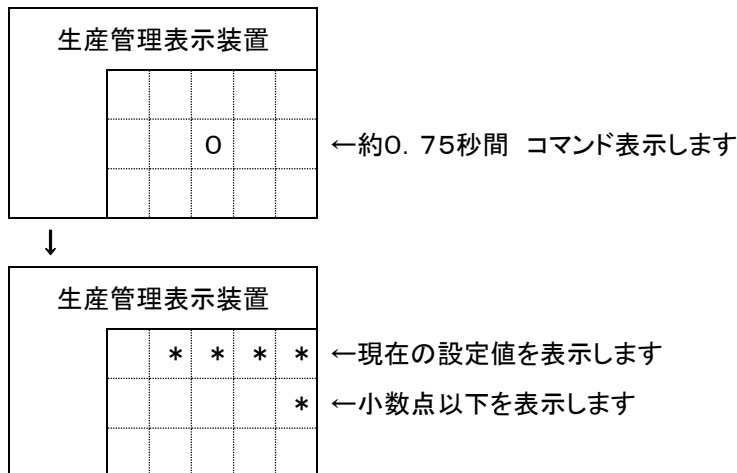 生産管理表示装置
０ ←約０．７５秒間 コマンド表示します
↓
生産管理表示装置
* * * * ←現在の設定値を表示します
* ←小数点以下を表示します